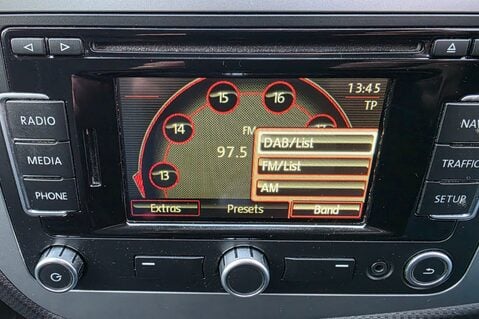 13:45
TP
15
16
14
FM
97.5
13
DAB/List
FM/List
AM
Extras
Presets
Band
RADIO
MEDIA
PHONE
NAV
TRAFFIC
SETUP